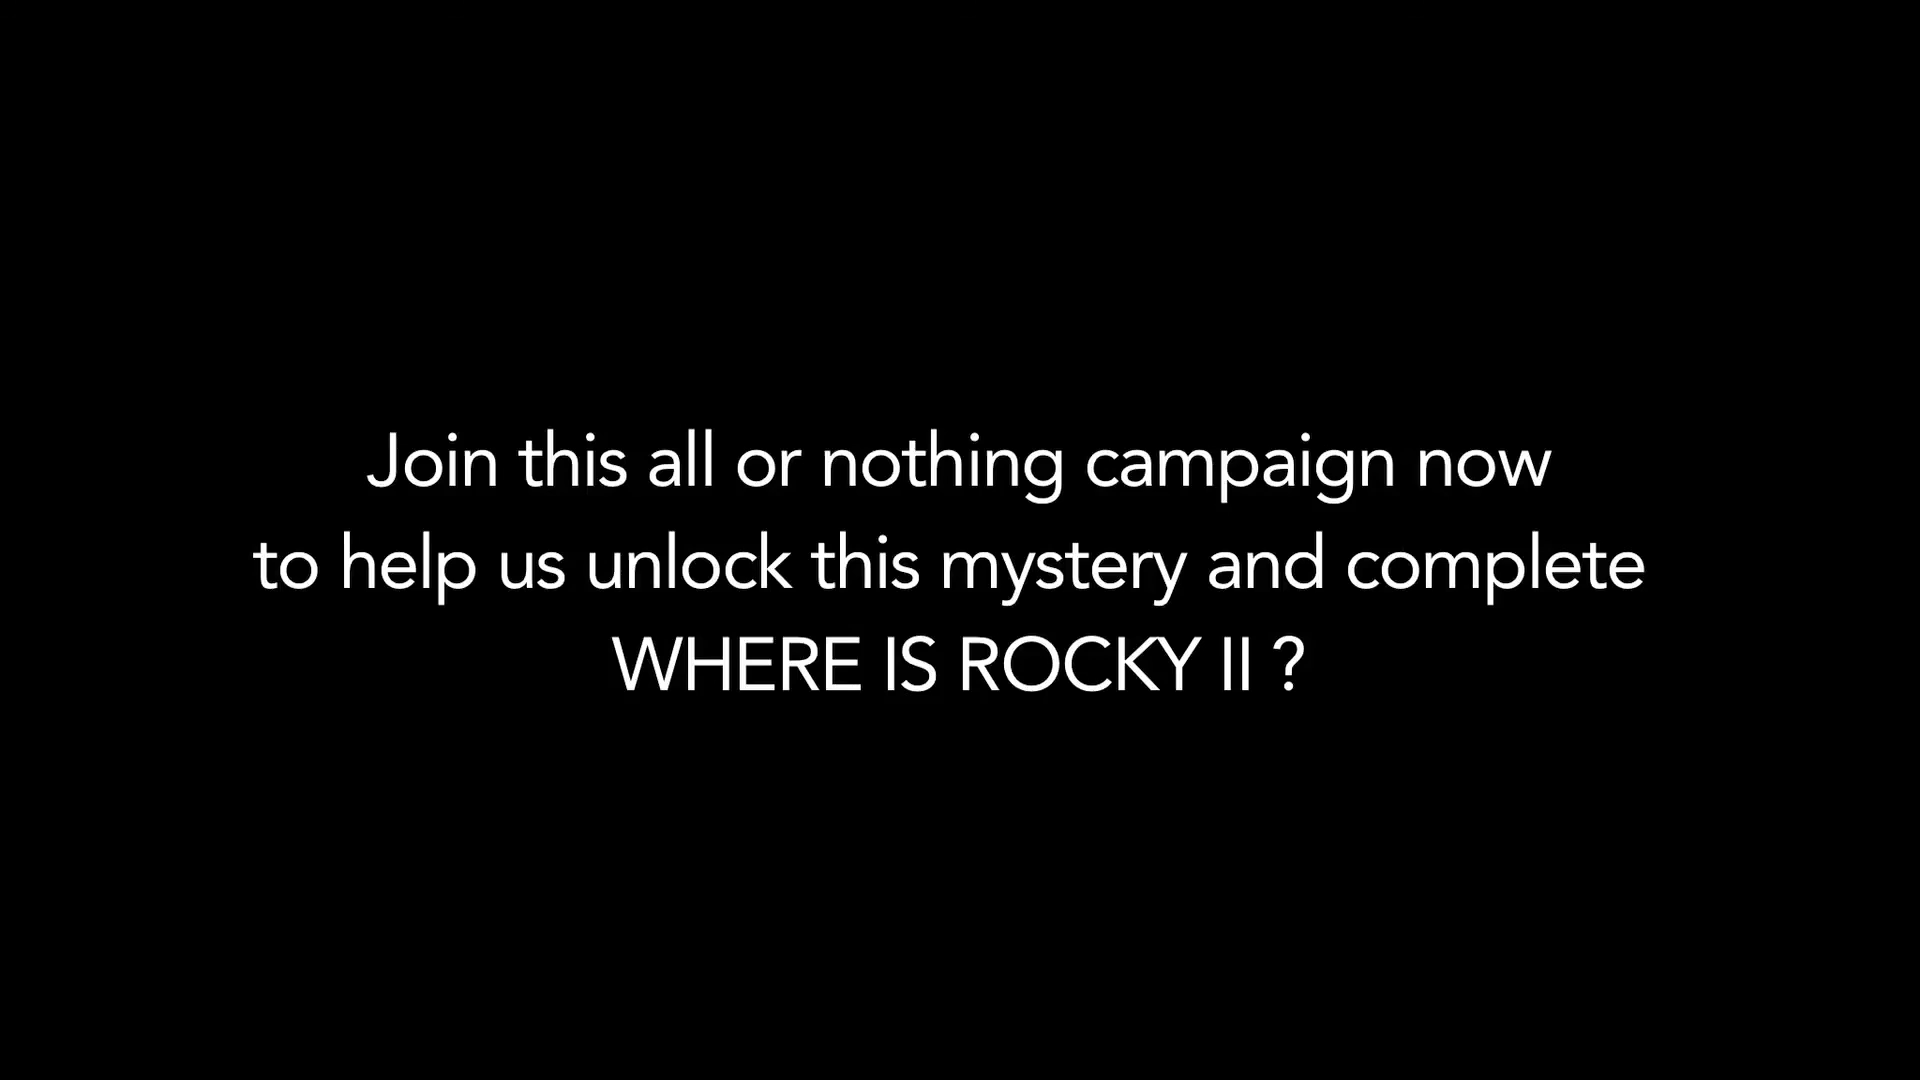 Join this all or nothing campaign now
to help us unlock this mystery and complete
WHERE IS ROCKY II ?